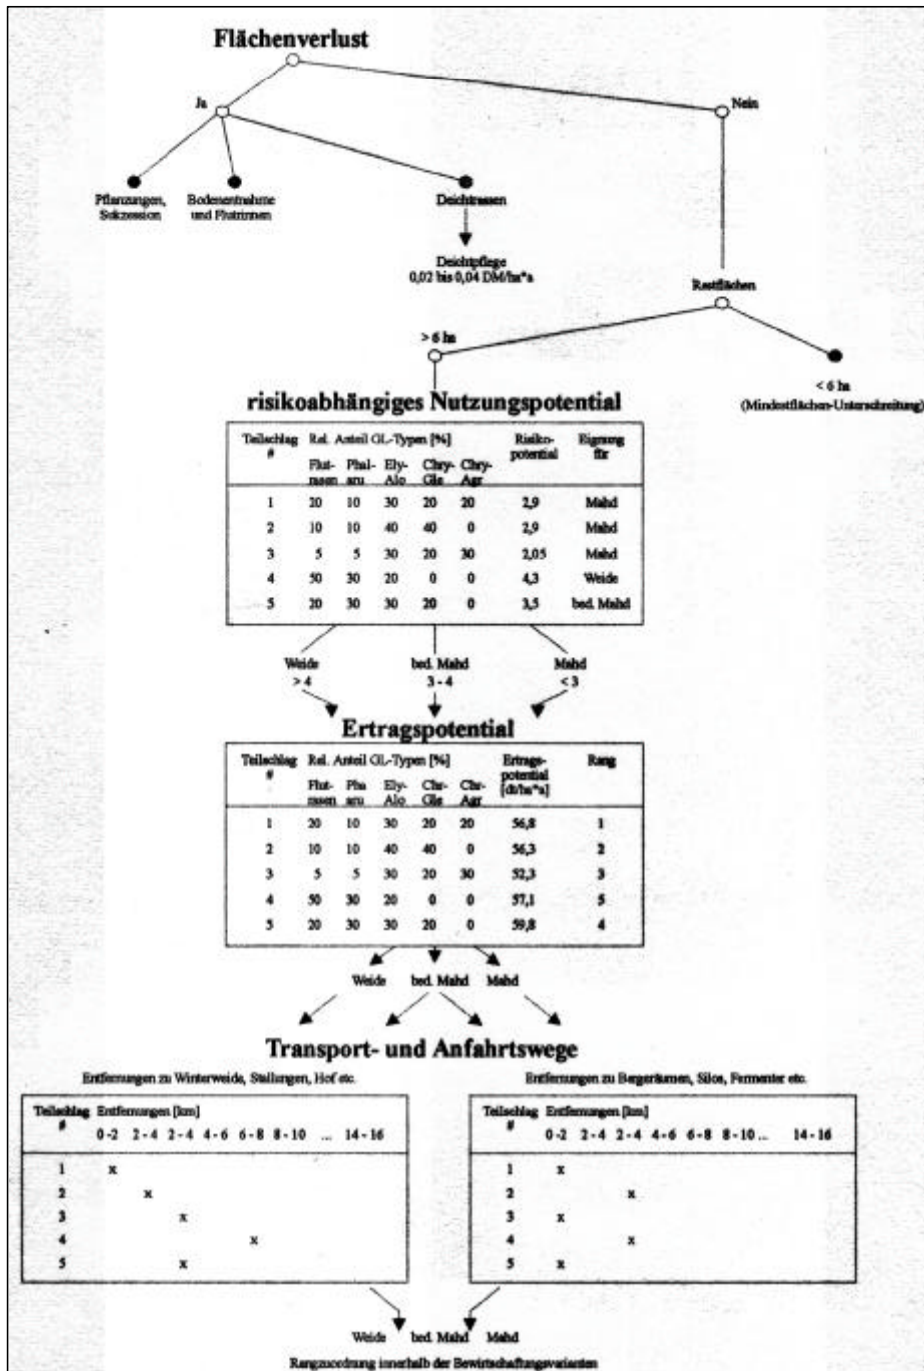 Flächenverlust
Ja
Nein
Pflanzungen, Bodenentnahme Deichtrassen
Sukzession und Flutrinnen
Deichpflege
0,02 bis 0,04 DM/ha*a
Restflächen
> 6 ha
< 6 ha
(Mindestflächen-Unterschreitung)
risikoabhängiges Nutzungspotential
Teilschlag Rel. Anteil GL-Typen [%] Risiko- Eignung
# potential für
Flut- Phal- Ely- Chry- Chry-
rasen aru Alo Gle Agr
1 20 10 30 20 20 2,9 Mahd
2 10 10 40 40 0 2,9 Mahd
3 5 5 30 20 30 2,05 Mahd
4 50 30 20 0 0 4,3 Weide
5 20 30 30 20 0 3,5 bed. Mahd
Weide bed. Mahd Mahd
> 4 3 - 4 < 3
Ertragspotential
Teilschlag Rel. Anteil GL-Typen [%] Ertrags- Rang
# potential
[dt/ha*a]
Flut- Pha Ely- Chr- Chr-
rasen aru Alo Gle Agr
1 20 10 30 20 20 56,8 1
2 10 10 40 40 0 56,3 2
3 5 5 30 20 30 52,3 3
4 50 30 20 0 0 57,1 5
5 20 30 30 20 0 59,8 4
Weide bed. Mahd Mahd
Transport- und Anfahrtswege
Entfernungen zu Winterweide, Stallungen, Hof etc.
Teilschlag Entfernungen [km]
# 0 -2 2 - 4 2 - 4 4 - 6 6 - 8 8 - 10 ... 14 - 16
1 x
2 x
3 x
4 x
5 x
Entfernungen zu Bergeräumen, Silos, Fermenter etc.
Teilschlag Entfernungen [km]
# 0 -2 2 - 4 2 - 4 4 - 6 6 - 8 8 - 10 ... 14 - 16
1 x
2 x
3 x
4 x
5 x
Weide bed. Mahd Mahd
Rangzuordnung innerhalb der Bewirtschaftungsvarianten